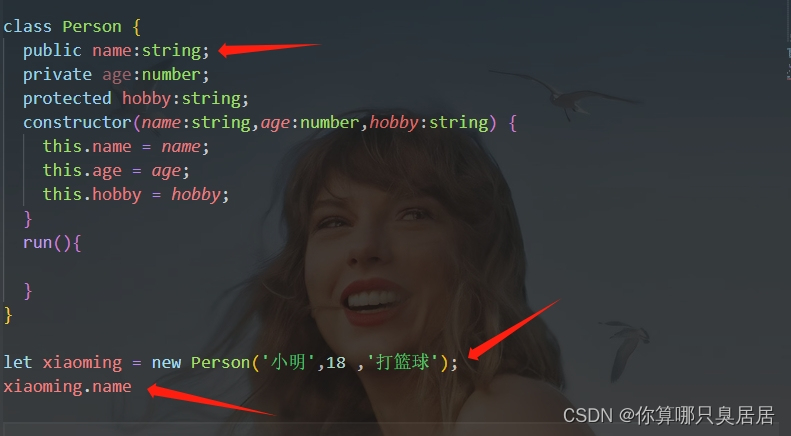 class Person {
public name:string;
private age:number;
protected hobby:string;
constructor(name:string,age:number,hobby:string) {
this.name = name;
this.age = age;
this.hobby = hobby;
}
run(){
}
}
let xiaoming = new Person('小明',18 ,'打篮球');
xiaoming.name
CSDN @你算哪只臭居居